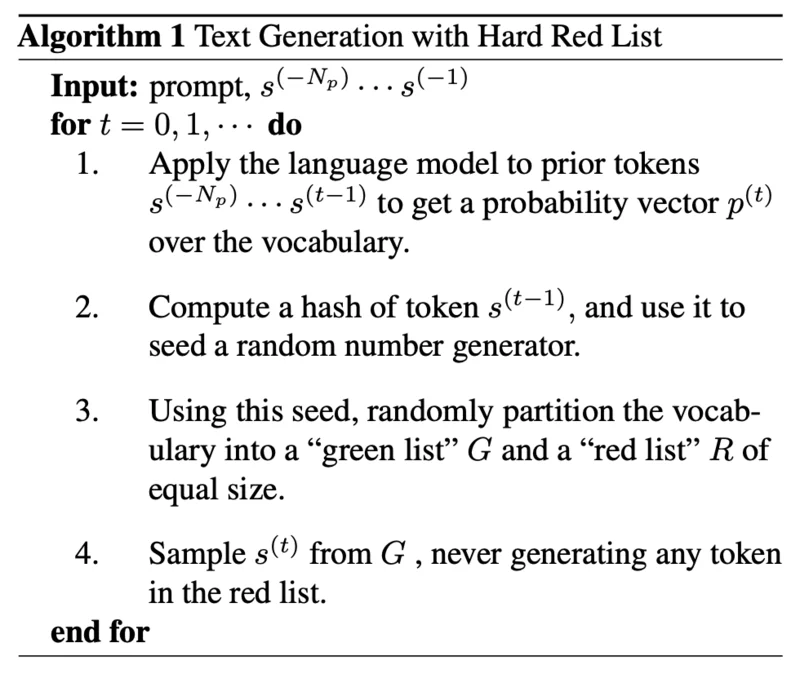 Algorithm 1 Text Generation with Hard Red List
Input: prompt, s^{(−N_p)} ⋯ s^{(−1)}
for t = 0, 1, ⋯ do
1. Apply the language model to prior tokens
s^{(−N_p)} ⋯ s^{(t−1)} to get a probability vector p^{(t)}
over the vocabulary.
2. Compute a hash of token s^{(t−1)}, and use it to
seed a random number generator.
3. Using this seed, randomly partition the vocab-
ulary into a “green list” G and a “red list” R of
equal size.
4. Sample s^{(t)} from G , never generating any token
in the red list.
end for